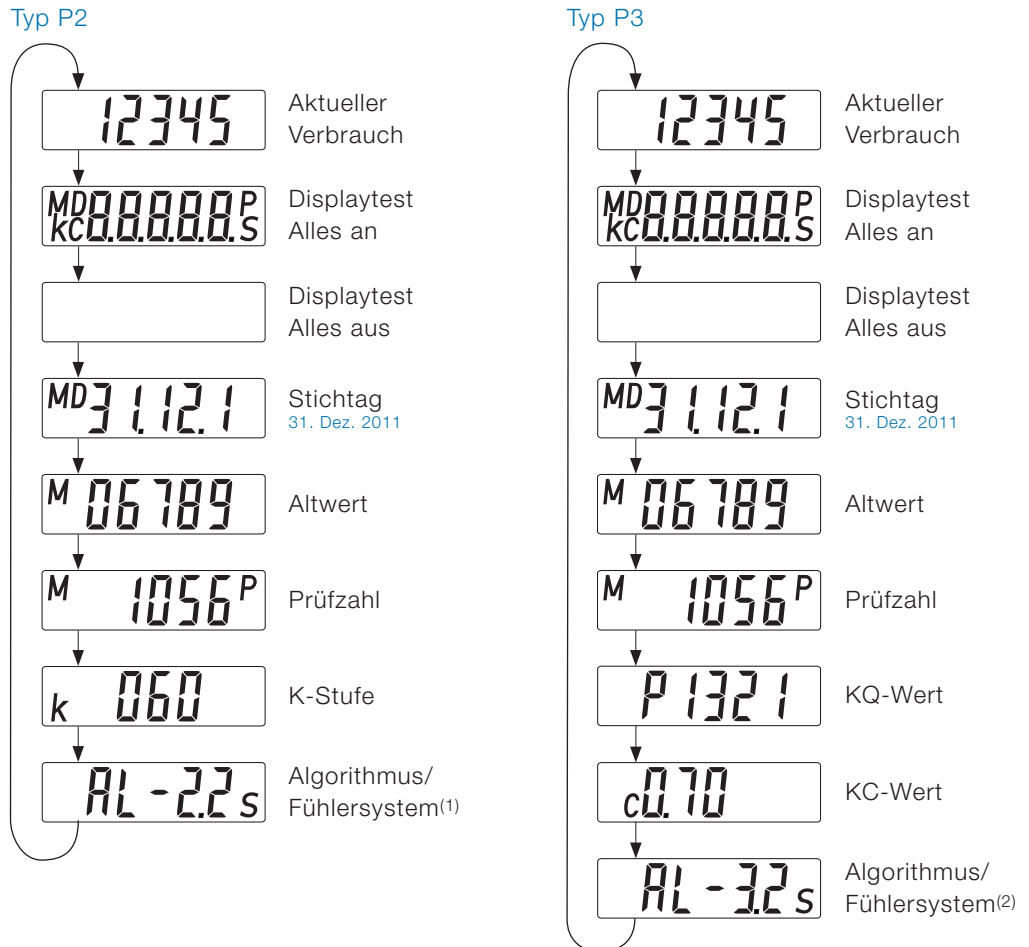 Typ P2
12345
Aktueller
Verbrauch
MD
kC
8.8.8.8.8.
P
S
Displaytest
Alles an
Displaytest
Alles aus
MD 31.12.1
Stichtag
31. Dez. 2011
M 06789
Altwert
M 1056 P
Prüfzahl
k 060
K-Stufe
AL-2.2 s
Algorithmus/
Fühlersystem(1)
Typ P3
12345
Aktueller
Verbrauch
MD
kC
8.8.8.8.8.
P
S
Displaytest
Alles an
Displaytest
Alles aus
MD 31.12.1
Stichtag
31. Dez. 2011
M 06789
Altwert
M 1056 P
Prüfzahl
P1321
KQ-Wert
c 0.70
KC-Wert
AL-3.2 s
Algorithmus/
Fühlersystem(2)